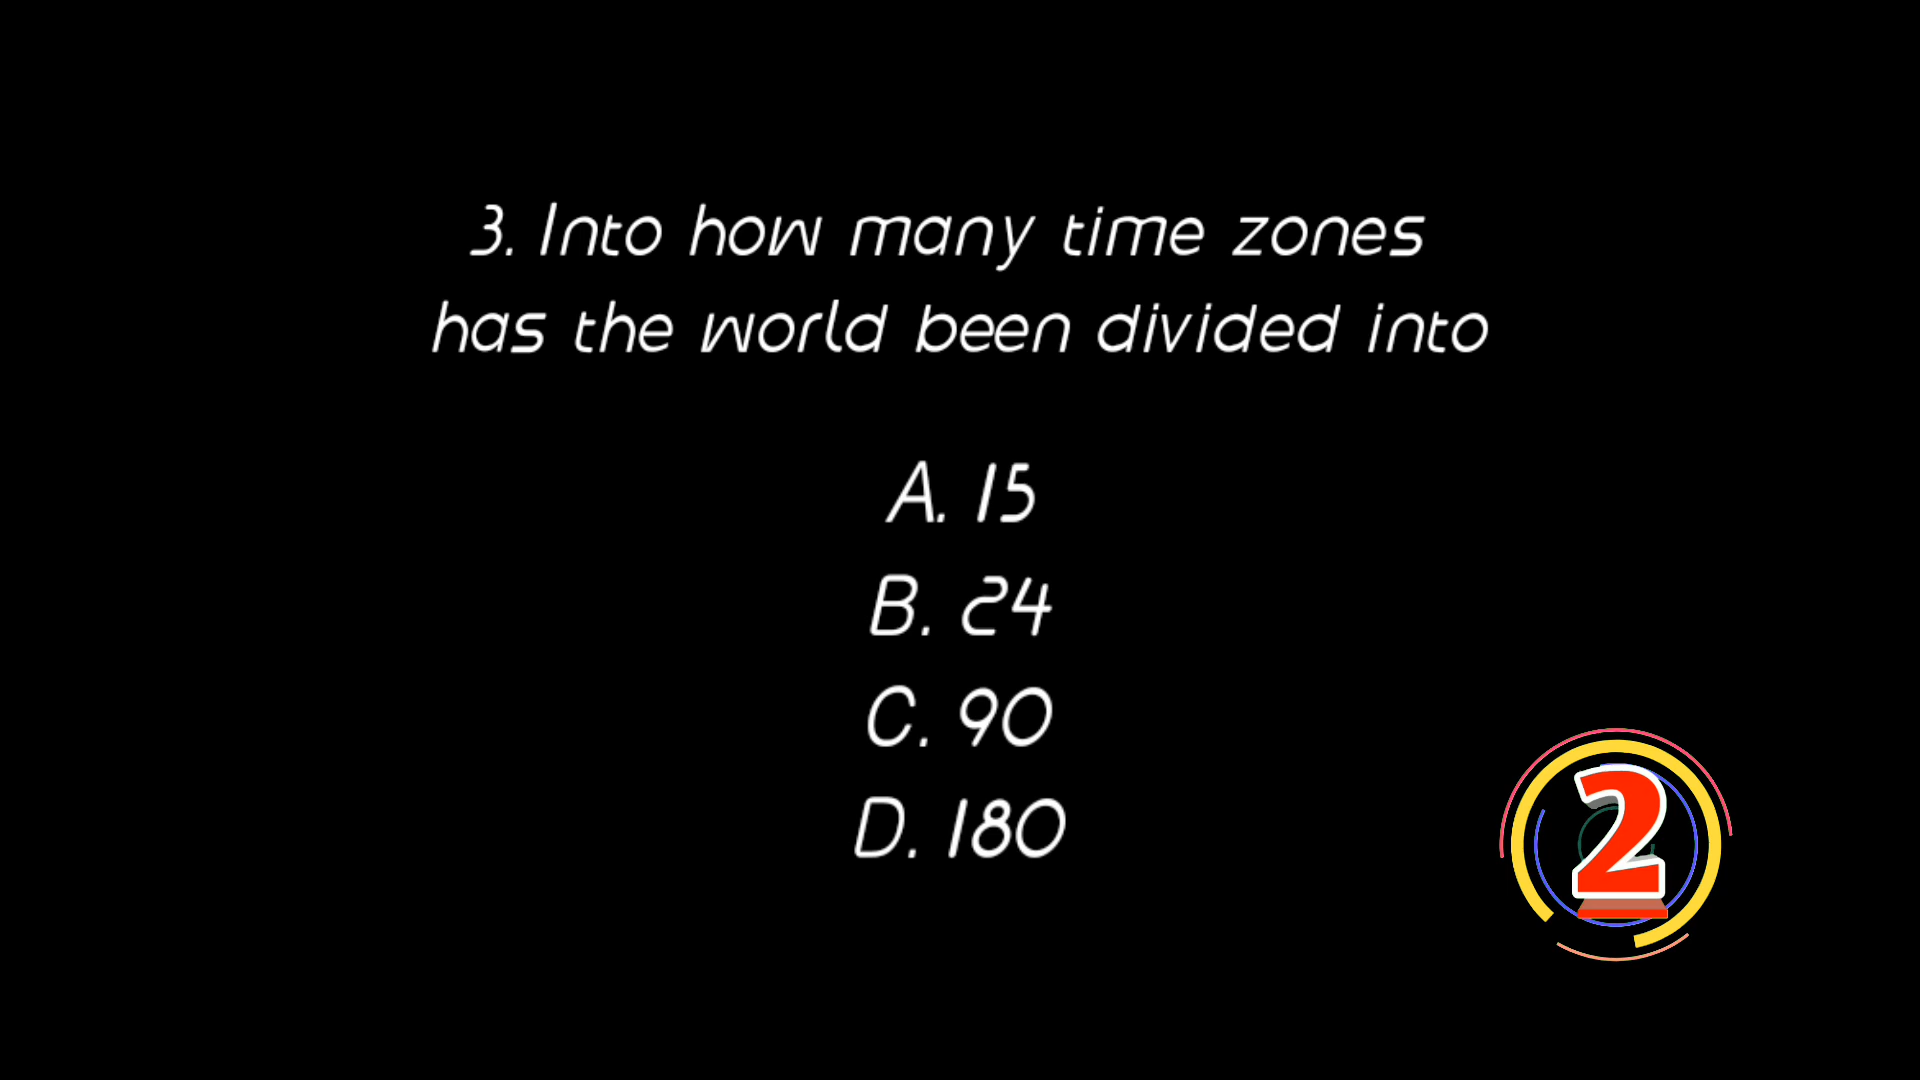 3. Into how many time zones
has the world been divided into
A. 15
B. 24
C. 90
D. 180
2